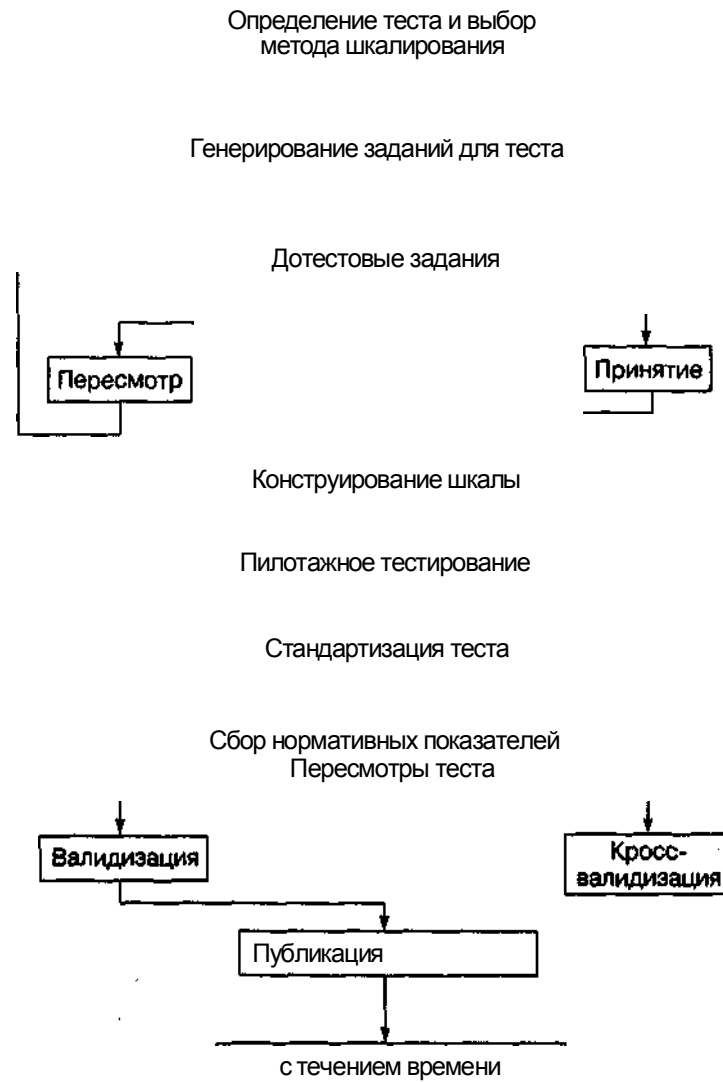 Определение теста и выбор
метода шкалирования
Генерирование заданий для теста
Дотестовые задания
Пересмотр
Принятие
Конструирование шкалы
Пилотажное тестирование
Стандартизация теста
Сбор нормативных показателей
Пересмотры теста
Валидизация
Кросс-
валидизация
Публикация
с течением времени